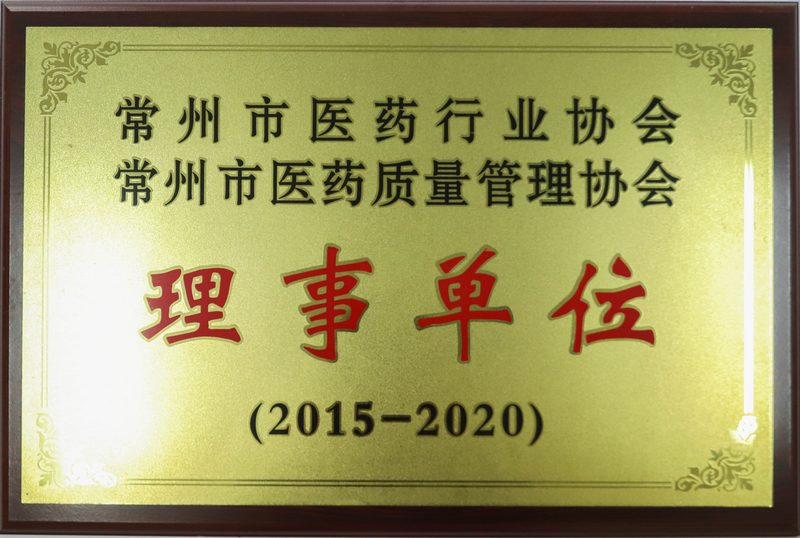 常州市医药行业协会
常州市医药质量管理协会
理事单位
(2015-2020)